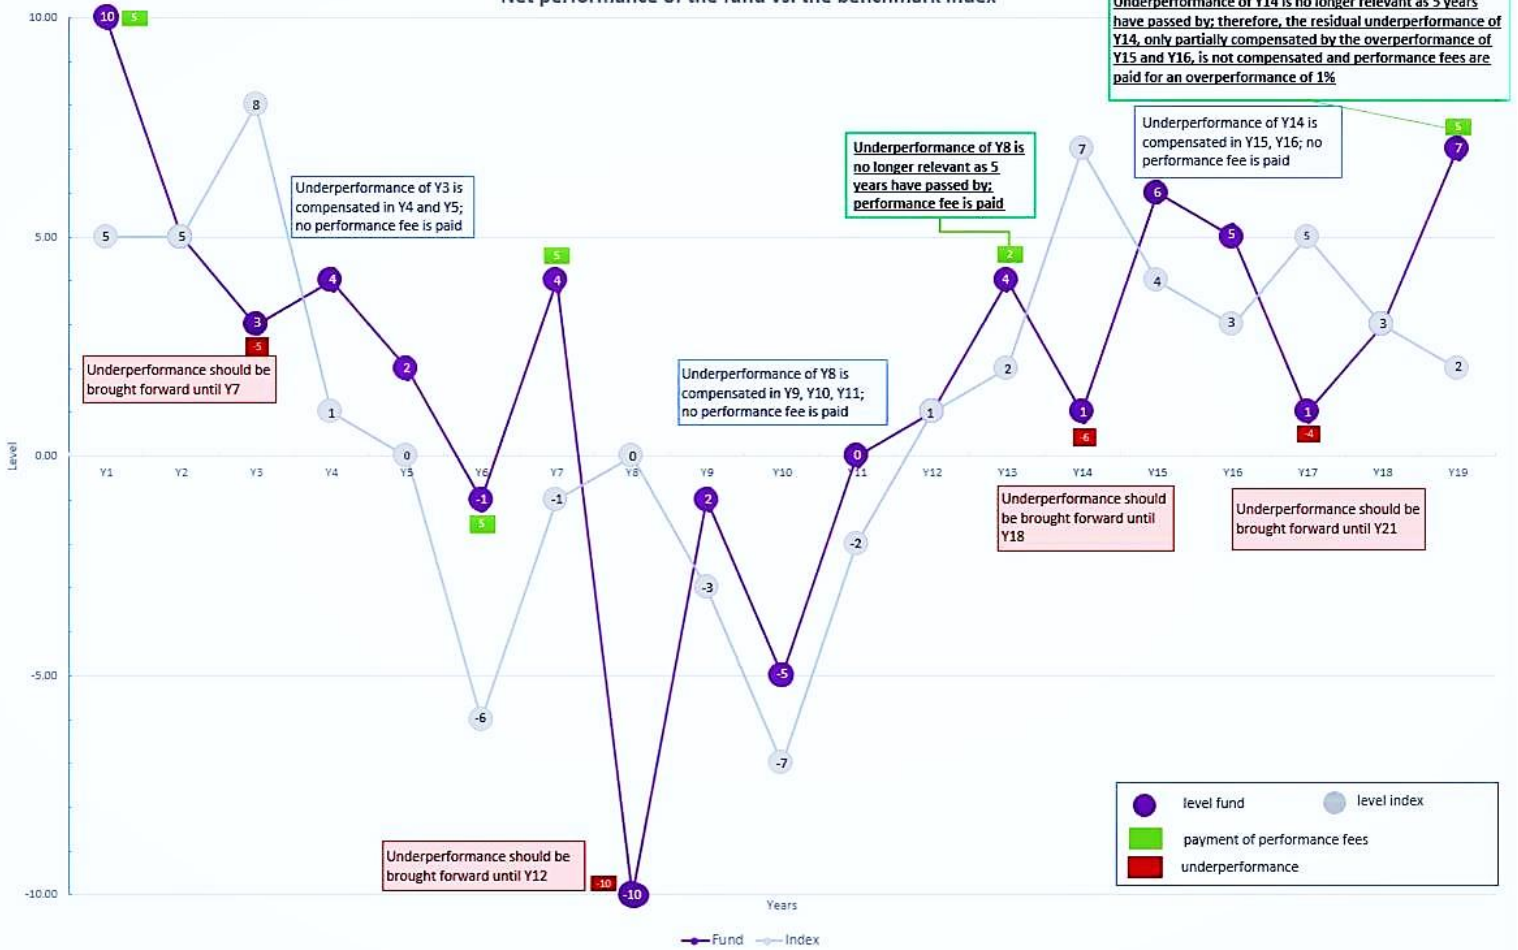 Net performance of the fund vs. the benchmark index
Underperformance of Y14 is no longer relevant as 5 years
have passed by; therefore, the residual underperformance of
Y14, only partially compensated by the overperformance of
Y15 and Y16, is not compensated and performance fees are
paid for an overperformance of 1%
10.00
10
5
Underperformance of Y14 is
compensated in Y15, Y16; no
performance fee is paid
5
7
Underperformance of Y8 is
no longer relevant as 5
years have passed by;
performance fee is paid
8
7
6
Underperformance of Y3 is
compensated in Y4 and Y5;
no performance fee is paid
5.00
5
5
5
5
5
2
4
4
4
4
3
3
3
-5
Underperformance should be
brought forward until Y7
2
2
2
Underperformance of Y8 is
compensated in Y9, Y10, Y11;
no performance fee is paid
1
1
1
-6
1
-4
Level
0.00
0
0
0
Y1
Y2
Y3
Y4
Y5
Y6
Y7
Y8
Y9
Y10
Y11
Y12
Y13
Y14
Y15
Y16
Y17
Y18
Y19
-1
5
-1
2
Underperformance should
be brought forward until
Y18
Underperformance should be
brought forward until Y21
-2
-3
-5.00
-5
-6
-7
Underperformance should be
brought forward until Y12
-10
-10
-10.00
level fund
level index
payment of performance fees
underperformance
Years
Fund
Index